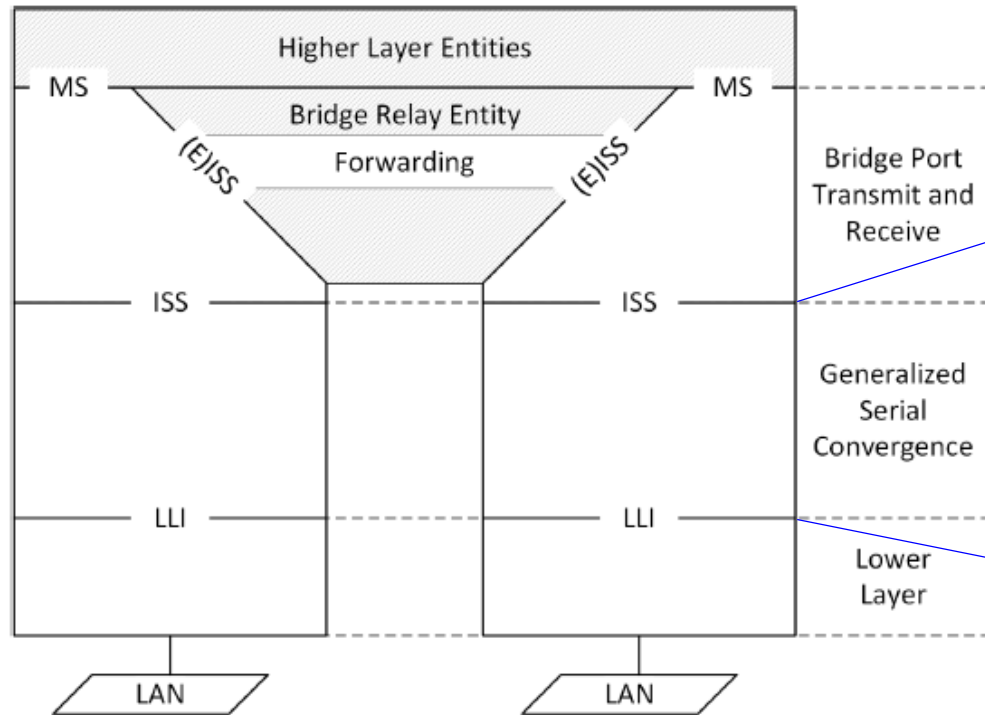 Higher Layer Entities
MS
MS
Bridge Relay Entity
(E)ISS
Forwarding
(E)ISS
Bridge Port
Transmit and
Receive
ISS
ISS
Generalized
Serial
Convergence
LLI
LLI
Lower
Layer
LAN
LAN